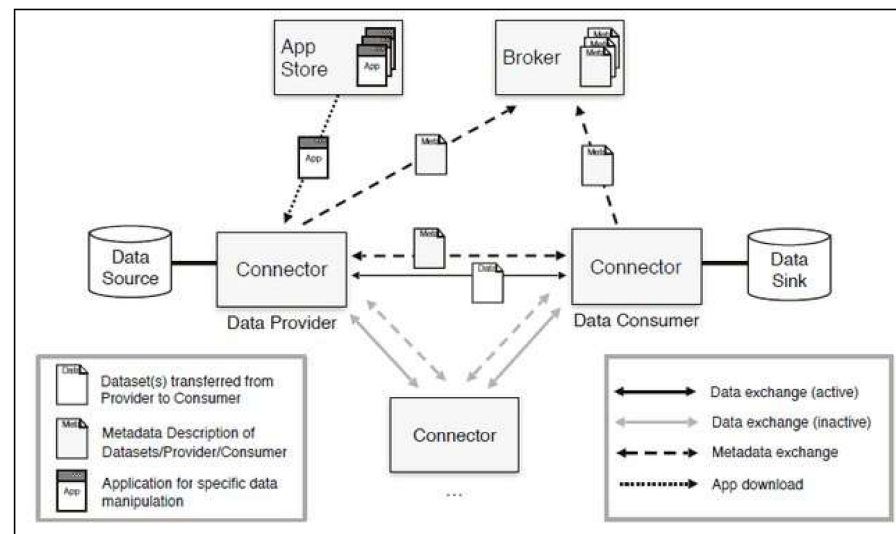 App
Store
App
Broker
Meta
Meta
Meta
App
Meta
Meta
Data
Source
Connector
Meta
Data
Connector
Data
Sink
Data Provider
Data Consumer
Data
Dataset(s) transferred from
Provider to Consumer
Meta
Metadata Description of
Datasets/Provider/Consumer
App
Application for specific data
manipulation
Connector
...
Data exchange (active)
Data exchange (inactive)
Metadata exchange
App download